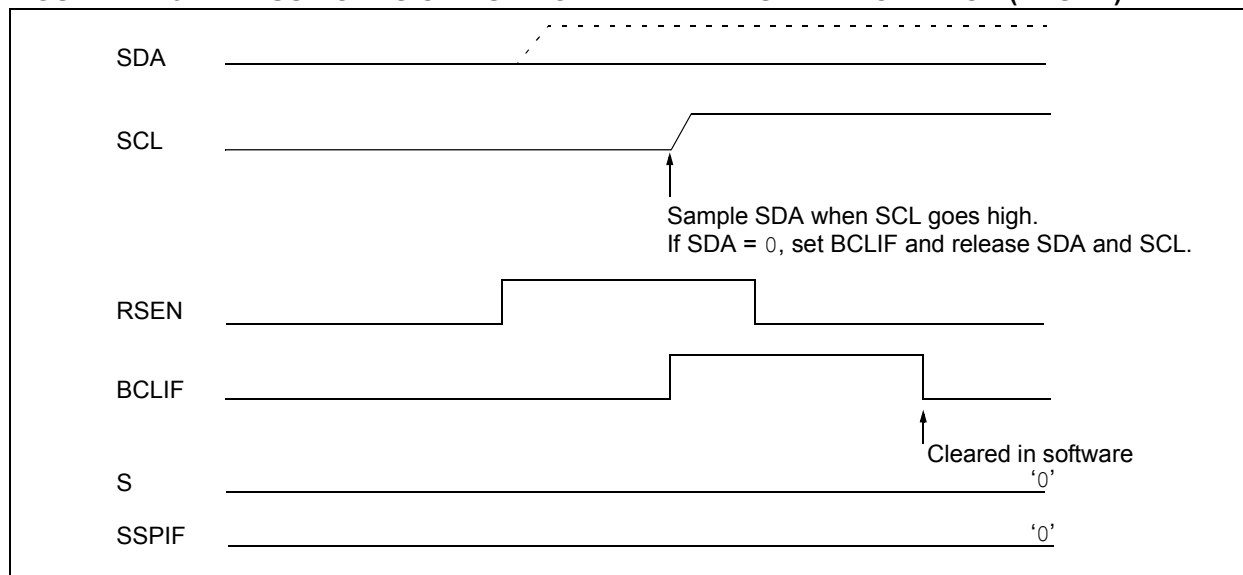 SDA
SCL
Sample SDA when SCL goes high.
If SDA = 0, set BCLIF and release SDA and SCL.
RSEN
BCLIF
Cleared in software
S
‘0’
SSPIF
‘0’